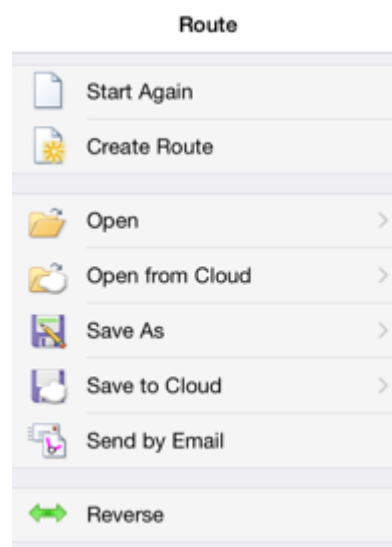 Route
Start Again
Create Route
Open
Open from Cloud
Save As
Save to Cloud
Send by Email
Reverse